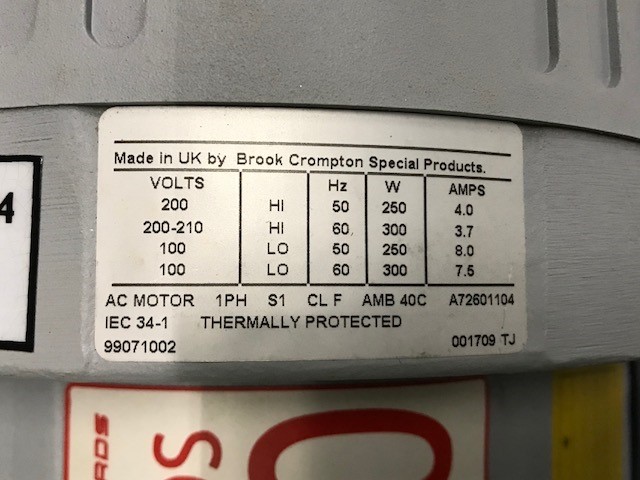 Made in UK by Brook Crompton Special Products.
VOLTS Hz W AMPS
200 HI 50 250 4.0
200-210 HI 60 300 3.7
100 LO 50 250 8.0
100 LO 60 300 7.5
AC MOTOR 1PH S1 CL F AMB 40C A72601104
IEC 34-1 THERMALLY PROTECTED
99071002 001709 TJ
4